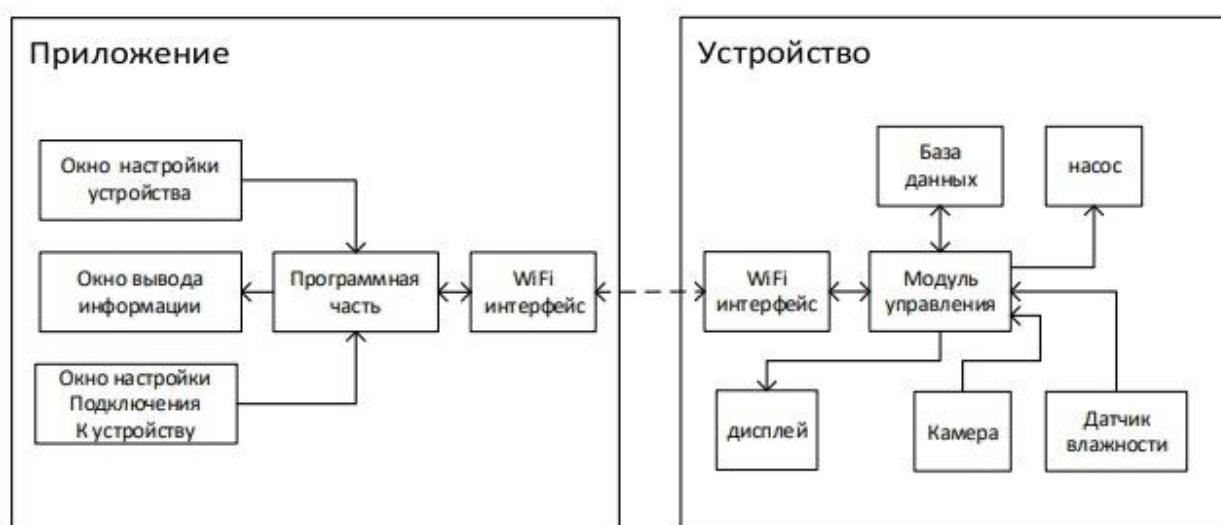 Приложение
Окно настройки
устройства
Окно вывода
информации
Окно настройки
Подключения
К устройству
Программная
часть
WiFi
интерфейс
Устройство
База
данных
насос
WiFi
интерфейс
Модуль
управления
дисплей
Камера
Датчик
влажности